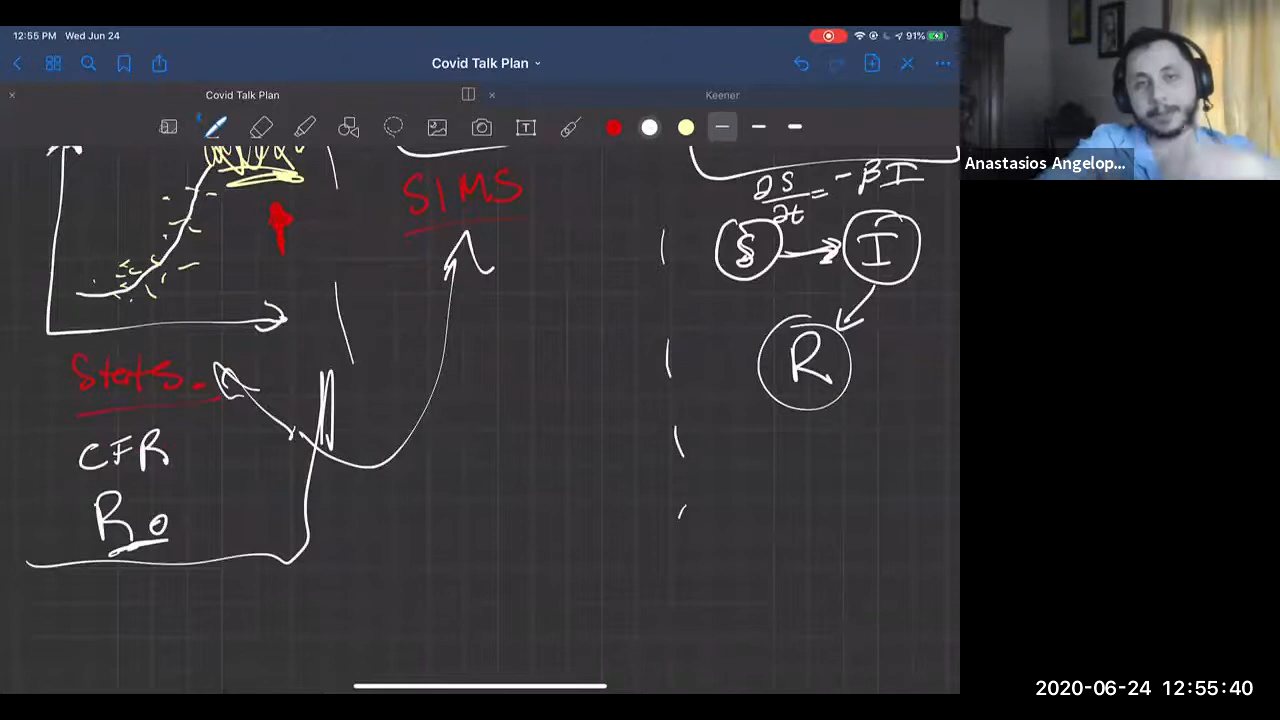 12:55 PM Wed Jun 24
91%
Covid Talk Plan
Covid Talk Plan
Keener
T
Anastasios Angelop...
SIMS
∂S/∂t = -βI
S
I
R
Stats.
CFR
Ro
2020-06-24 12:55:40